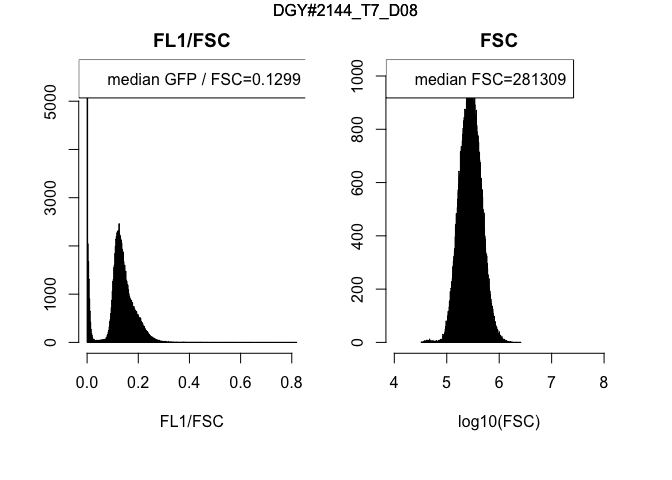 DGY#2144_T7_D08
FL1/FSC
FSC
median GFP / FSC=0.1299
median FSC=281309
0 1000 3000 5000
0 200 400 600 800 1000
0.0 0.2 0.4 0.6 0.8
4 5 6 7 8
FL1/FSC
log10(FSC)